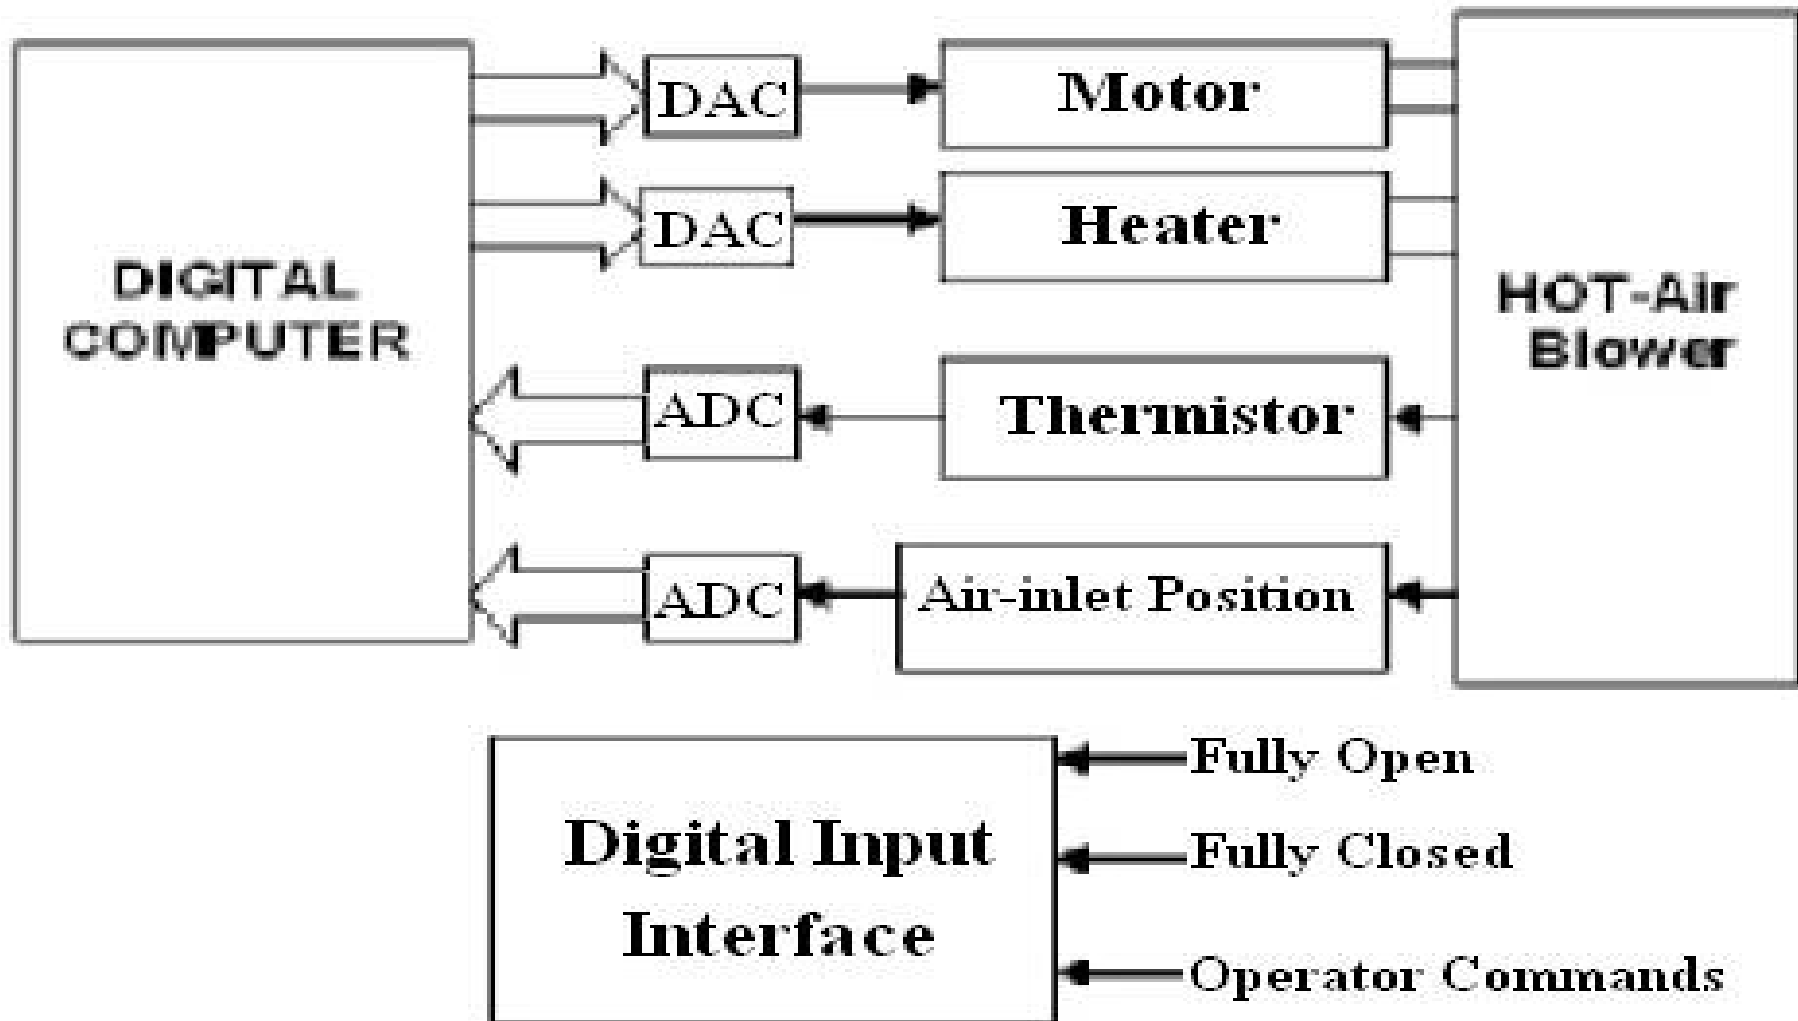 DAC
Motor
DAC
Heater
DIGITAL
COMPUTER
HOT-Air
Blower
ADC
Thermistor
ADC
Air-inlet Position
Digital Input
Interface
Fully Open
Fully Closed
Operator Commands